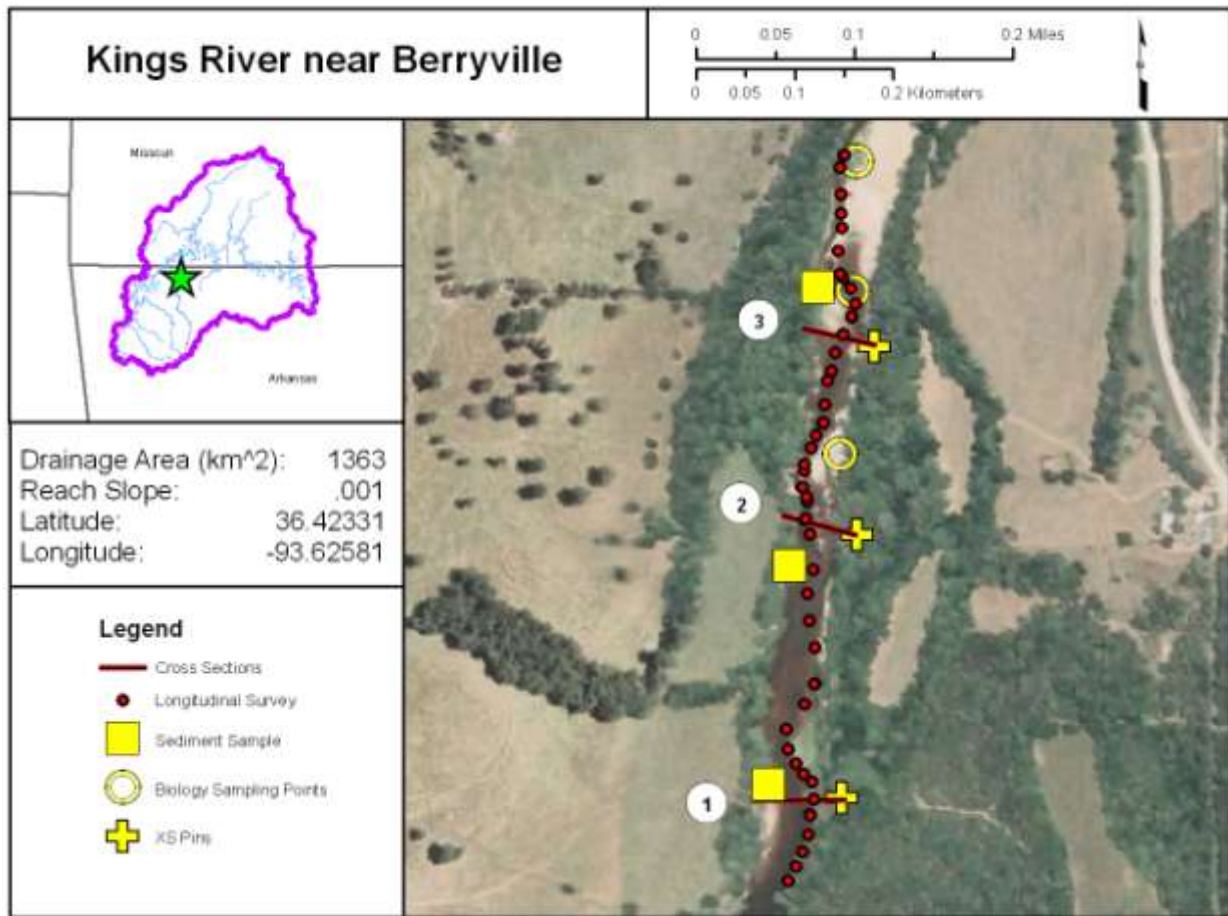 Kings River near Berryville
0 0.05 0.1 0.2 Miles
0 0.05 0.1 0.2 Kilometers
Missouri
Arkansas
Drainage Area (km^2): 1363
Reach Slope: .001
Latitude: 36.42331
Longitude: -93.62581
Legend
Cross Sections
Longitudinal Survey
Sediment Sample
Biology Sampling Points
XS Pins
3
2
1